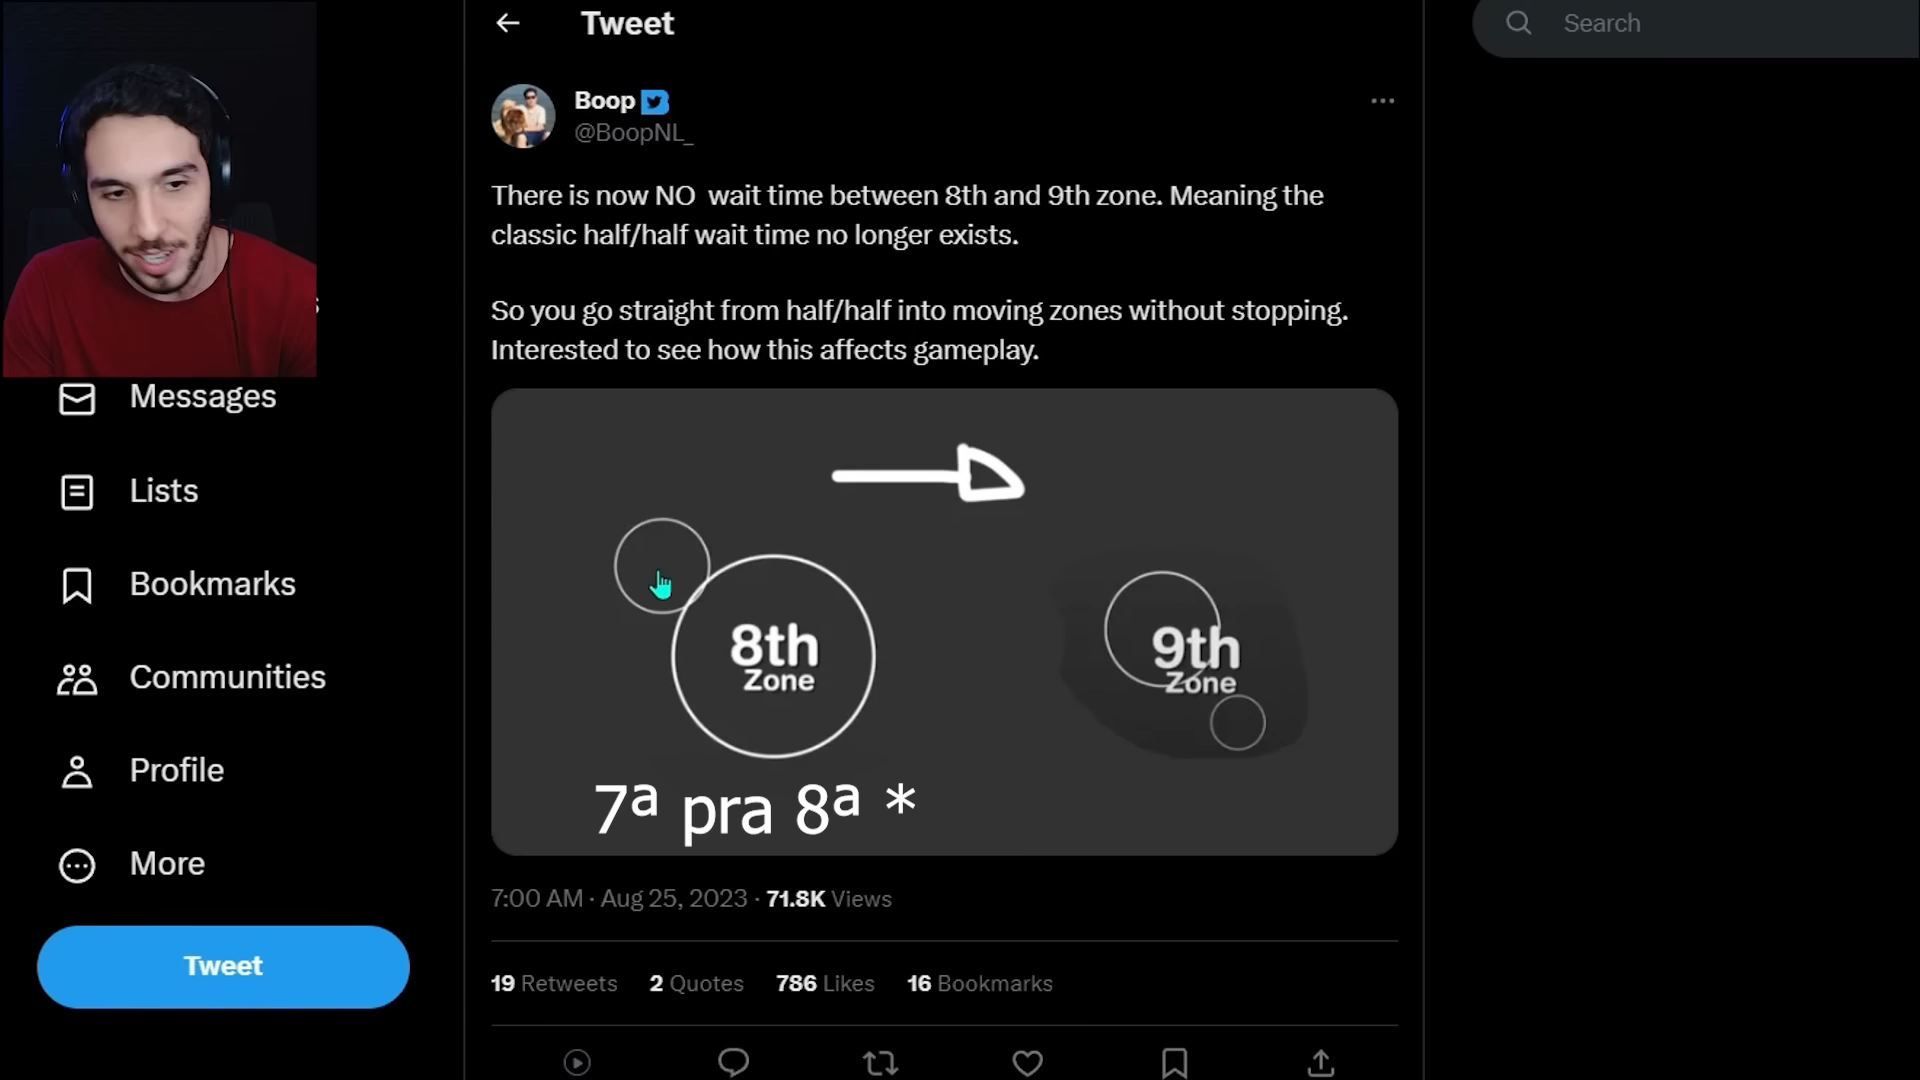 Tweet
Search
Boop
@BoopNL_
There is now NO wait time between 8th and 9th zone. Meaning the
classic half/half wait time no longer exists.
So you go straight from half/half into moving zones without stopping.
Interested to see how this affects gameplay.
8th
Zone
9th
Zone
7ª pra 8ª *
7:00 AM · Aug 25, 2023 · 71.8K Views
19 Retweets 2 Quotes 786 Likes 16 Bookmarks
Messages
Lists
Bookmarks
Communities
Profile
More
Tweet